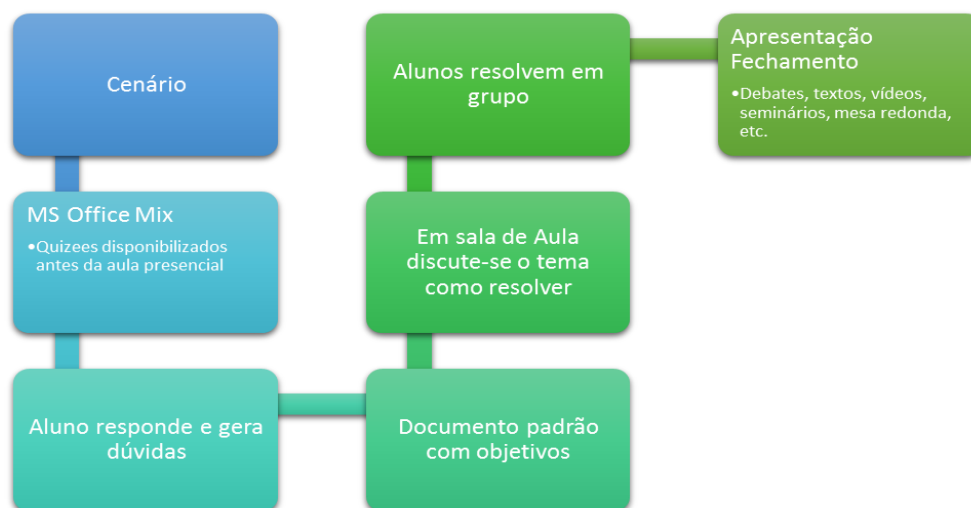 Cenário
MS Office Mix
•Quizees disponibilizados
antes da aula presencial
Aluno responde e gera
dúvidas
Documento padrão
com objetivos
Em sala de Aula
discute-se o tema
como resolver
Alunos resolvem em
grupo
Apresentação
Fechamento
•Debates, textos, vídeos,
seminários, mesa redonda,
etc.